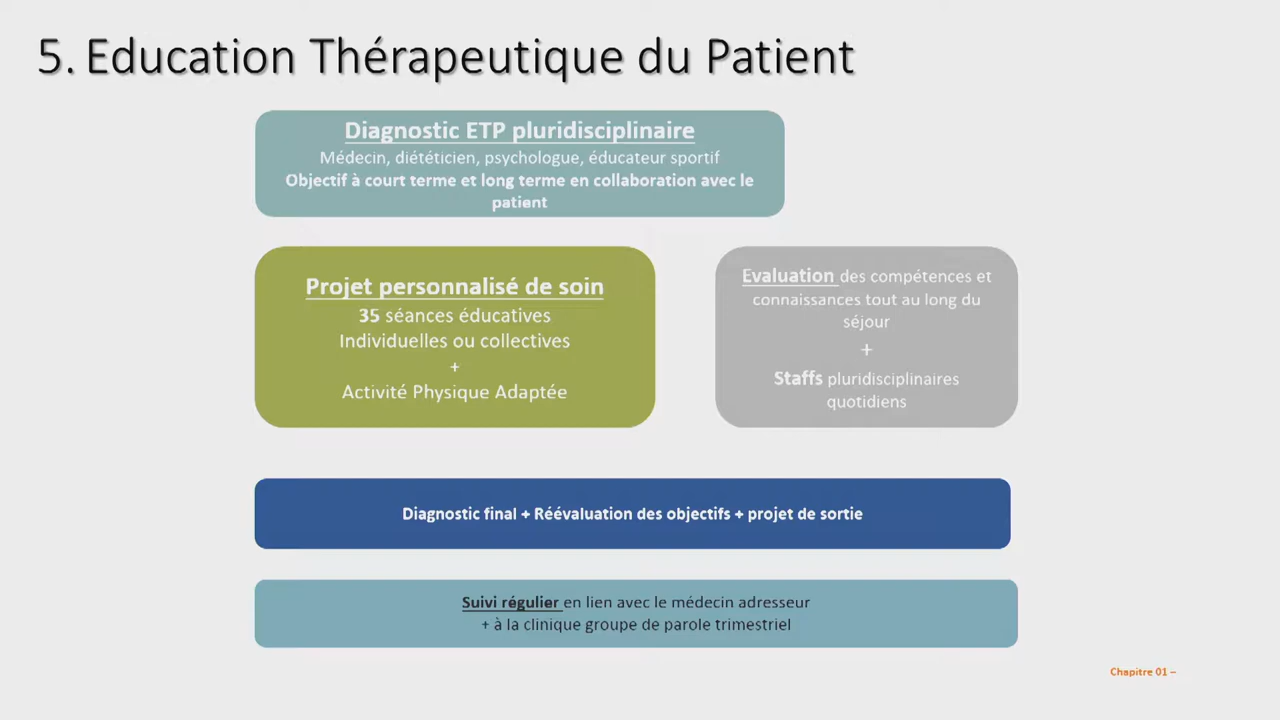 5. Education Thérapeutique du Patient
Diagnostic ETP pluridisciplinaire
Médecin, diététicien, psychologue, éducateur sportif
Objectif à court terme et long terme en collaboration avec le
patient
Projet personnalisé de soin
35 séances éducatives
Individuelles ou collectives
+
Activité Physique Adaptée
Evaluation des compétences et
connaissances tout au long du
séjour
+
Staffs pluridisciplinaires
quotidiens
Diagnostic final + Réévaluation des objectifs + projet de sortie
Suivi régulier en lien avec le médecin adresseur
+ à la clinique groupe de parole trimestriel
Chapitre 01 –